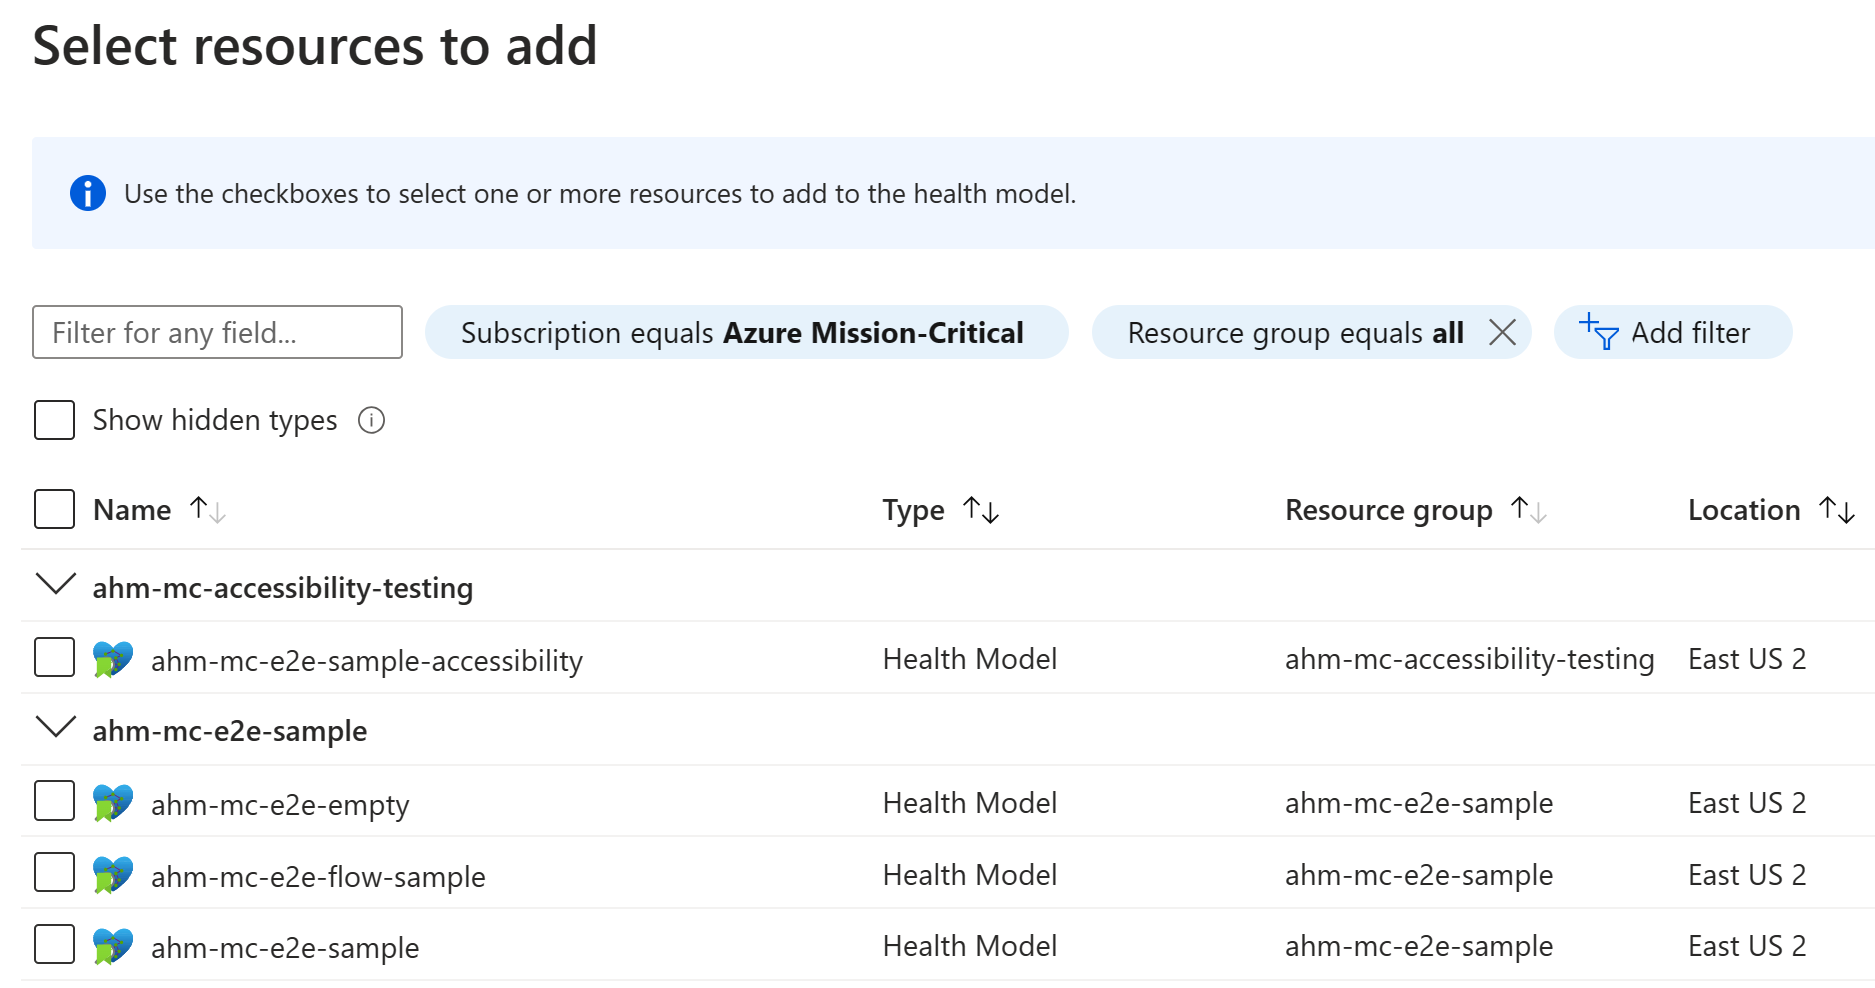 Select resources to add
Use the checkboxes to select one or more resources to add to the health model.
Filter for any field... Subscription equals Azure Mission-Critical Resource group equals all Add filter
Show hidden types
Name Type Resource group Location
ahm-mc-accessibility-testing
ahm-mc-e2e-sample-accessibility Health Model ahm-mc-accessibility-testing East US 2
ahm-mc-e2e-sample
ahm-mc-e2e-empty Health Model ahm-mc-e2e-sample East US 2
ahm-mc-e2e-flow-sample Health Model ahm-mc-e2e-sample East US 2
ahm-mc-e2e-sample Health Model ahm-mc-e2e-sample East US 2